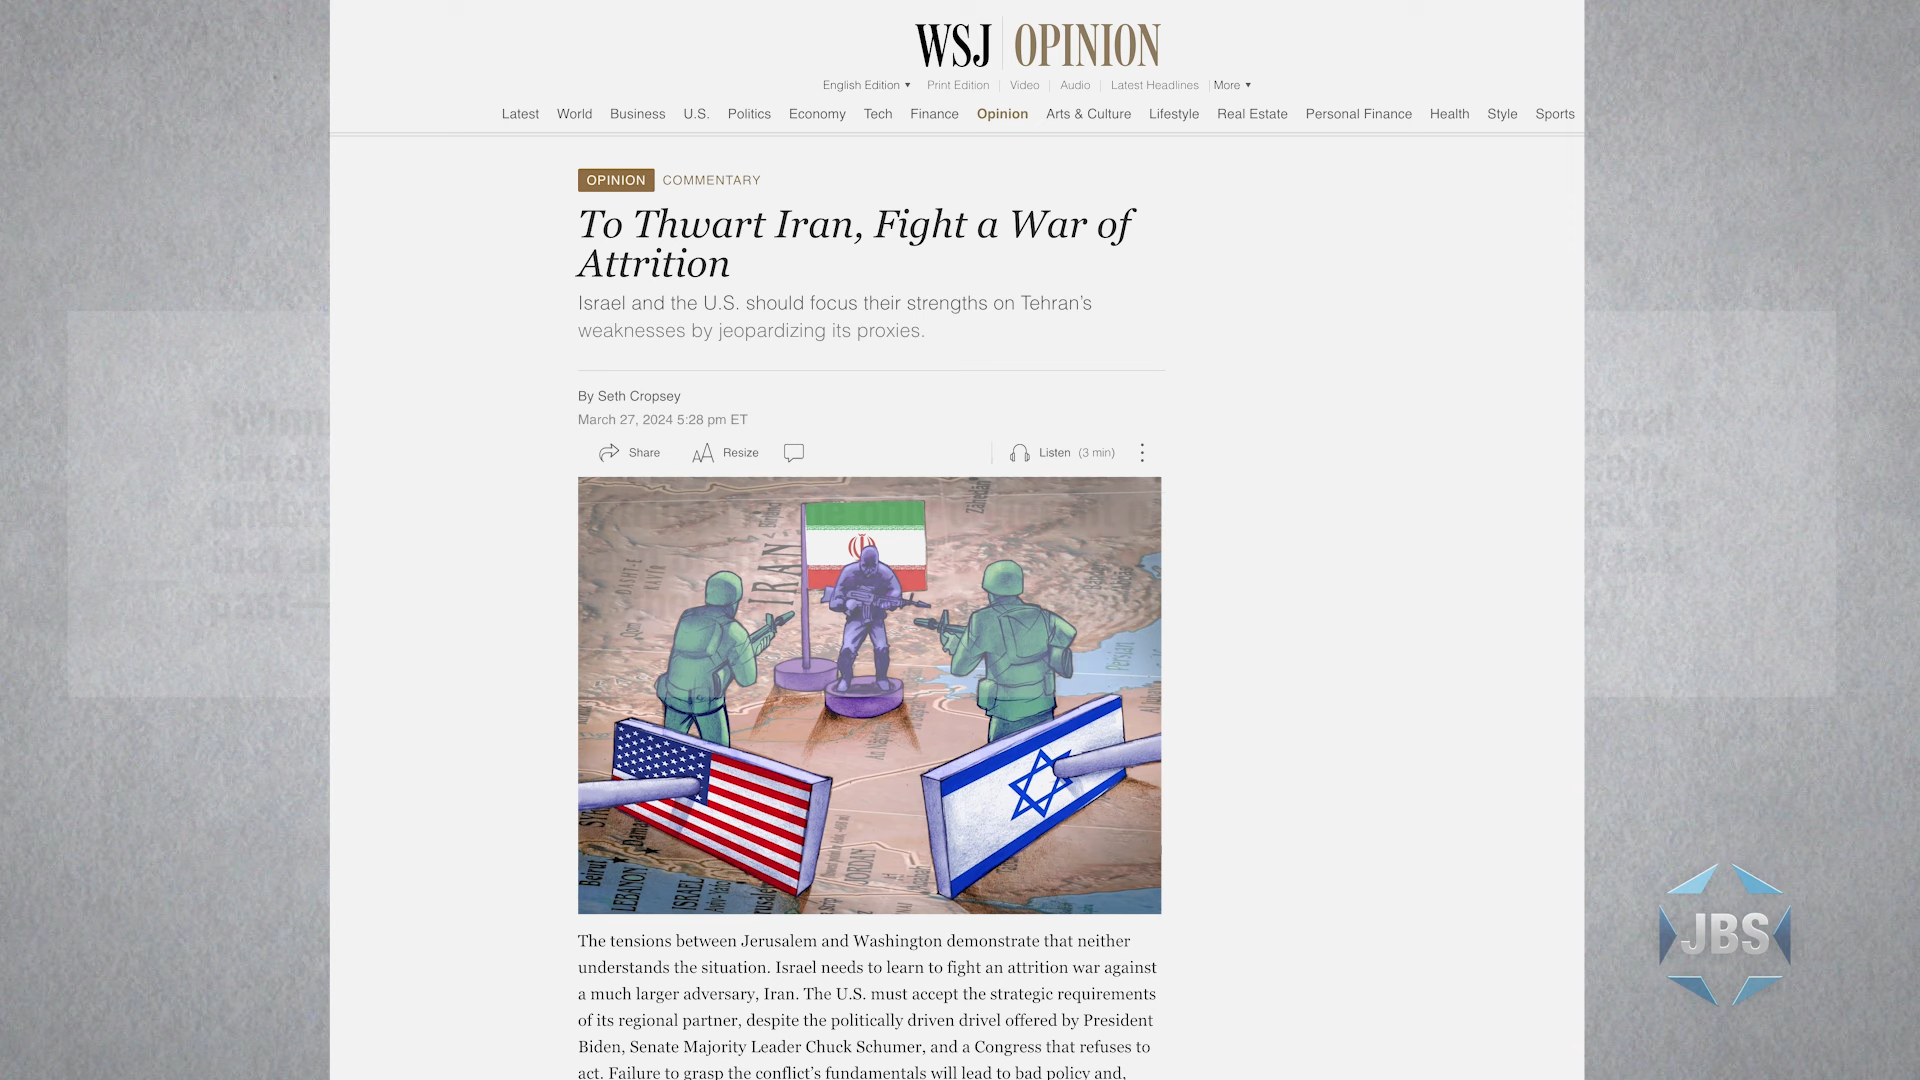 WSJ OPINION
English Edition ▼ Print Edition Video Audio Latest Headlines More ▼
Latest World Business U.S. Politics Economy Tech Finance Opinion Arts & Culture Lifestyle Real Estate Personal Finance Health Style Sports
OPINION COMMENTARY
To Thwart Iran, Fight a War of
Attrition
Israel and the U.S. should focus their strengths on Tehran's
weaknesses by jeopardizing its proxies.
By Seth Cropsey
March 27, 2024 5:28 pm ET
Share AA Resize Listen (3 min)
IRAN
DASHT-E
KAVIR
Qom
Persian
Beirut
LEBANON
ISRAEL
JORDAN
JBS
The tensions between Jerusalem and Washington demonstrate that neither
understands the situation. Israel needs to learn to fight an attrition war against
a much larger adversary, Iran. The U.S. must accept the strategic requirements
of its regional partner, despite the politically driven drivel offered by President
Biden, Senate Majority Leader Chuck Schumer, and a Congress that refuses to
act. Failure to grasp the conflict's fundamentals will lead to bad policy and,